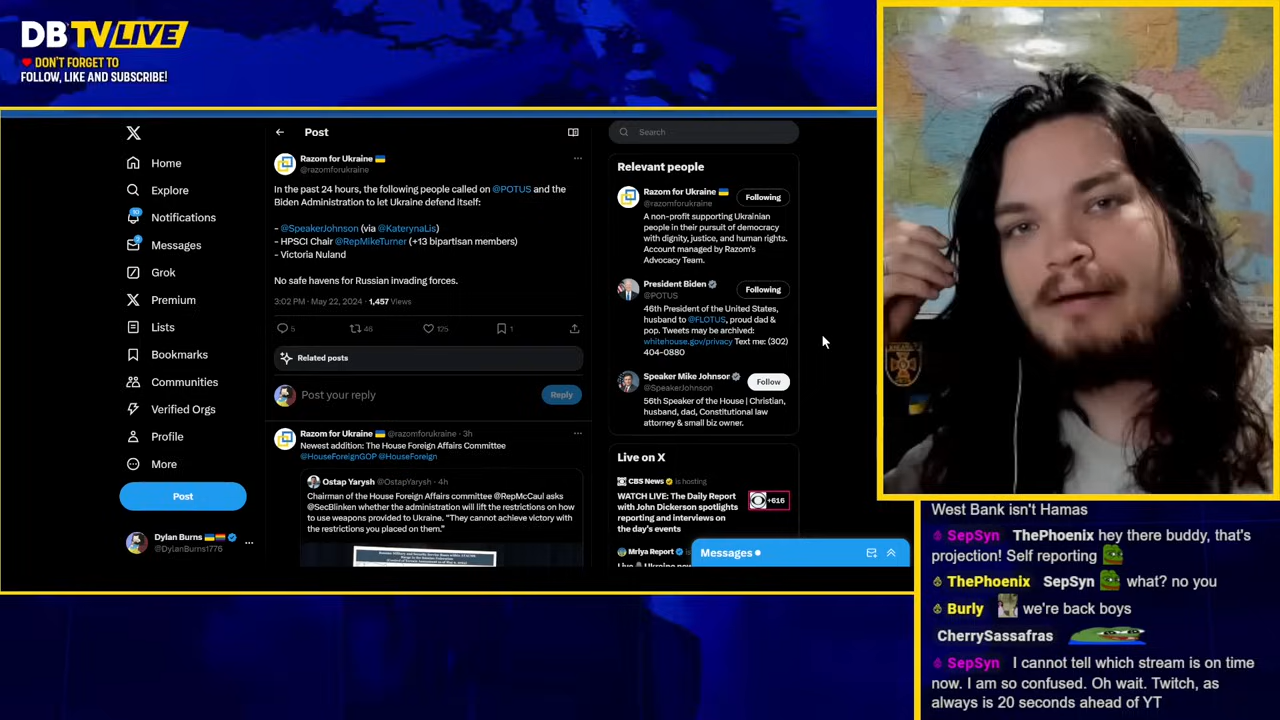 DBTV LIVE
DON'T FORGET TO
FOLLOW, LIKE AND SUBSCRIBE!
Home
Explore
10
Notifications
Messages
Grok
Premium
Lists
Bookmarks
Communities
Verified Orgs
Profile
More
Post
Dylan Burns
@DylanBurns1776
Post
Razom for Ukraine
@razomforukraine
In the past 24 hours, the following people called on @POTUS and the
Biden Administration to let Ukraine defend itself:
- @SpeakerJohnson (via @KaterynaLis)
- HPSCI Chair @RepMikeTurner (+13 bipartisan members)
- Victoria Nuland
No safe havens for Russian invading forces.
3:02 PM · May 22, 2024 · 1,457 Views
5
46
125
1
Related posts
Post your reply
Reply
Razom for Ukraine @razomforukraine · 3h
Newest addition: The House Foreign Affairs Committee
@HouseForeignGOP @HouseForeign
Ostap Yarysh @OstapYarysh · 4h
Chairman of the House Foreign Affairs committee @RepMcCaul asks
@SecBlinken whether the administration will lift the restrictions on how
to use weapons provided to Ukraine. "They cannot achieve victory with
the restrictions you placed on them."
Search
Relevant people
Razom for Ukraine
@razomforukraine
Following
A non-profit supporting Ukrainian
people in their pursuit of democracy
with dignity, justice, and human rights.
Account managed by Razom's
Advocacy Team.
President Biden
@POTUS
Following
46th President of the United States,
husband to @FLOTUS, proud dad &
pop. Tweets may be archived:
whitehouse.gov/privacy Text me: (302)
404-0880
Speaker Mike Johnson
@SpeakerJohnson
Follow
56th Speaker of the House | Christian,
husband, dad, Constitutional law
attorney & small biz owner.
Live on X
CBS News is hosting
WATCH LIVE: The Daily Report
with John Dickerson spotlights
reporting and interviews on
the day's events
+616
Mriya Report
Messages
West Bank isn't Hamas
SepSyn ThePhoenix hey there buddy, that's
projection! Self reporting
ThePhoenix SepSyn what? no you
Burly we're back boys
CherrySassafras
SepSyn I cannot tell which stream is on time
now. I am so confused. Oh wait. Twitch, as
always is 20 seconds ahead of YT